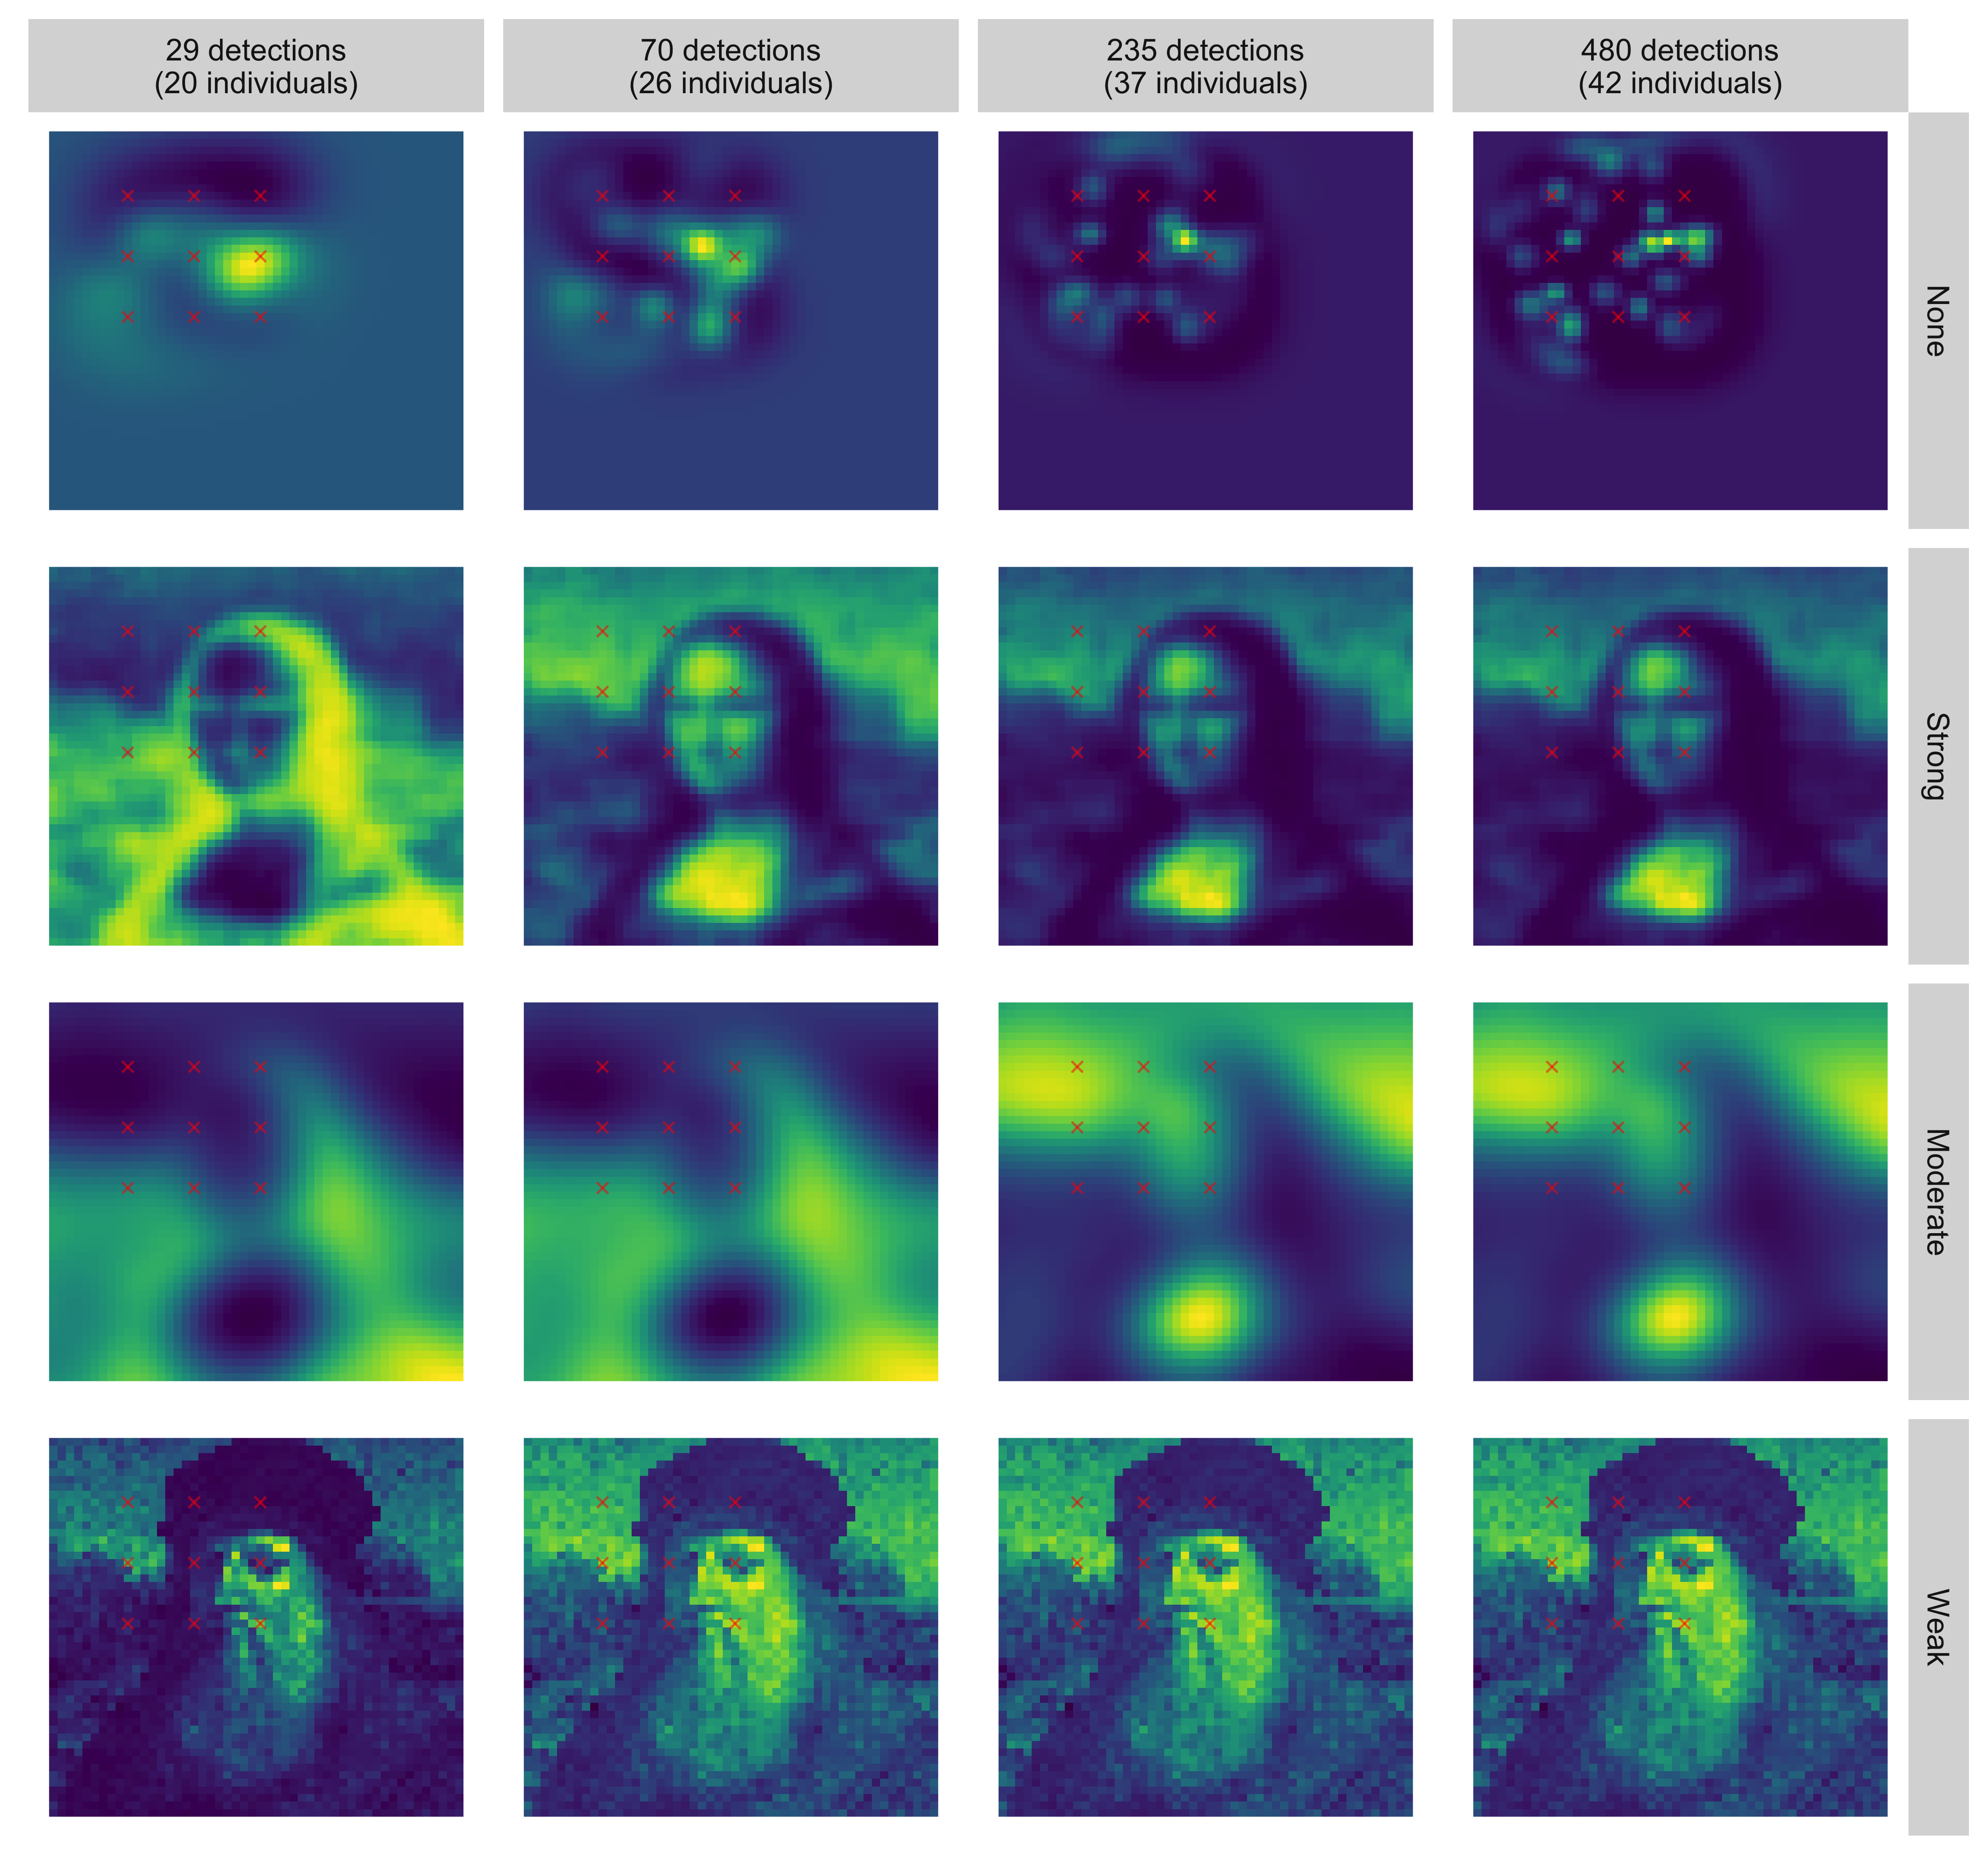 29 detections
(20 individuals)
70 detections
(26 individuals)
235 detections
(37 individuals)
480 detections
(42 individuals)
None
Strong
Moderate
Weak